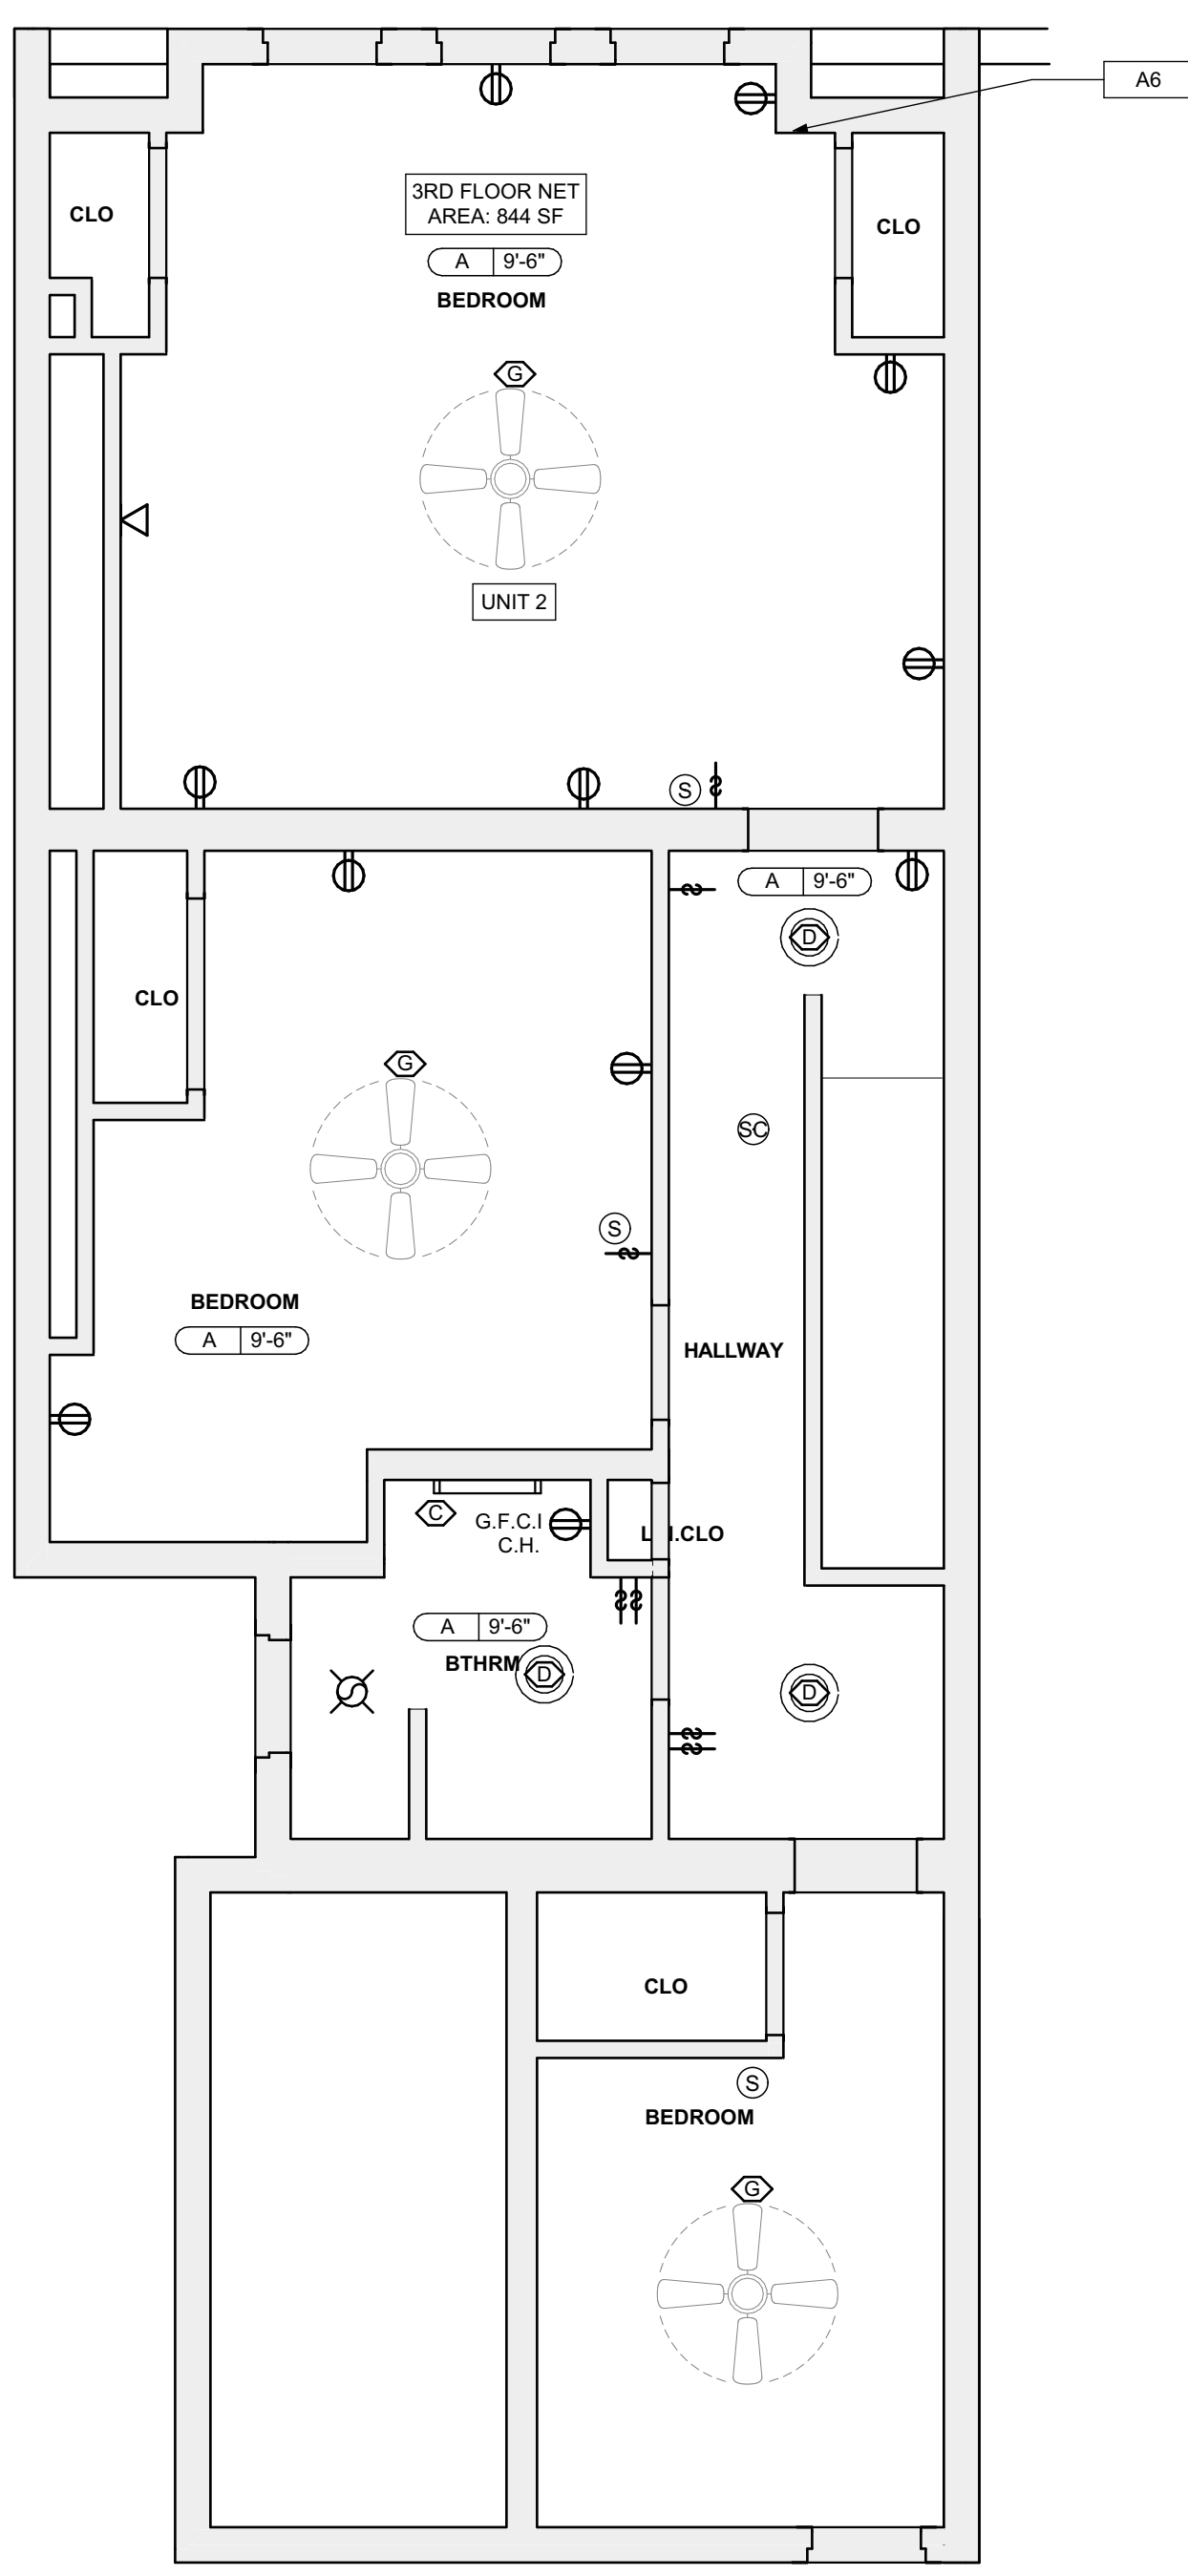 A6
3RD FLOOR NET
AREA: 844 SF
CLO
CLO
A 9'-6"
BEDROOM
G
UNIT 2
S
A 9'-6"
D
CLO
G
SC
S
BEDROOM
A 9'-6"
HALLWAY
C
G.F.C.I
C.H.
CLO
A 9'-6"
BTHRM
D
D
CLO
S
BEDROOM
G